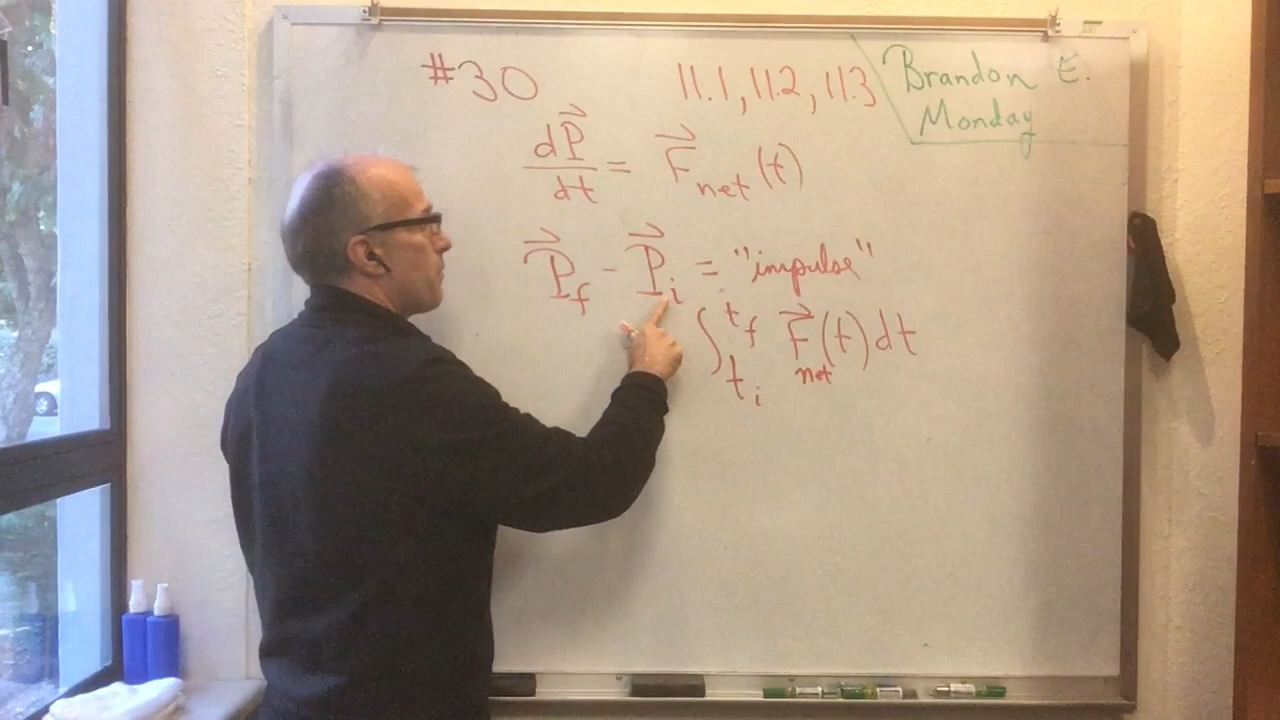 #30
11.1, 11.2, 11.3
Brandon E.
Monday
dP⃗/dt = F⃗net(t)
P⃗f - P⃗i = "impulse"
∫ti^tf F⃗net(t)dt